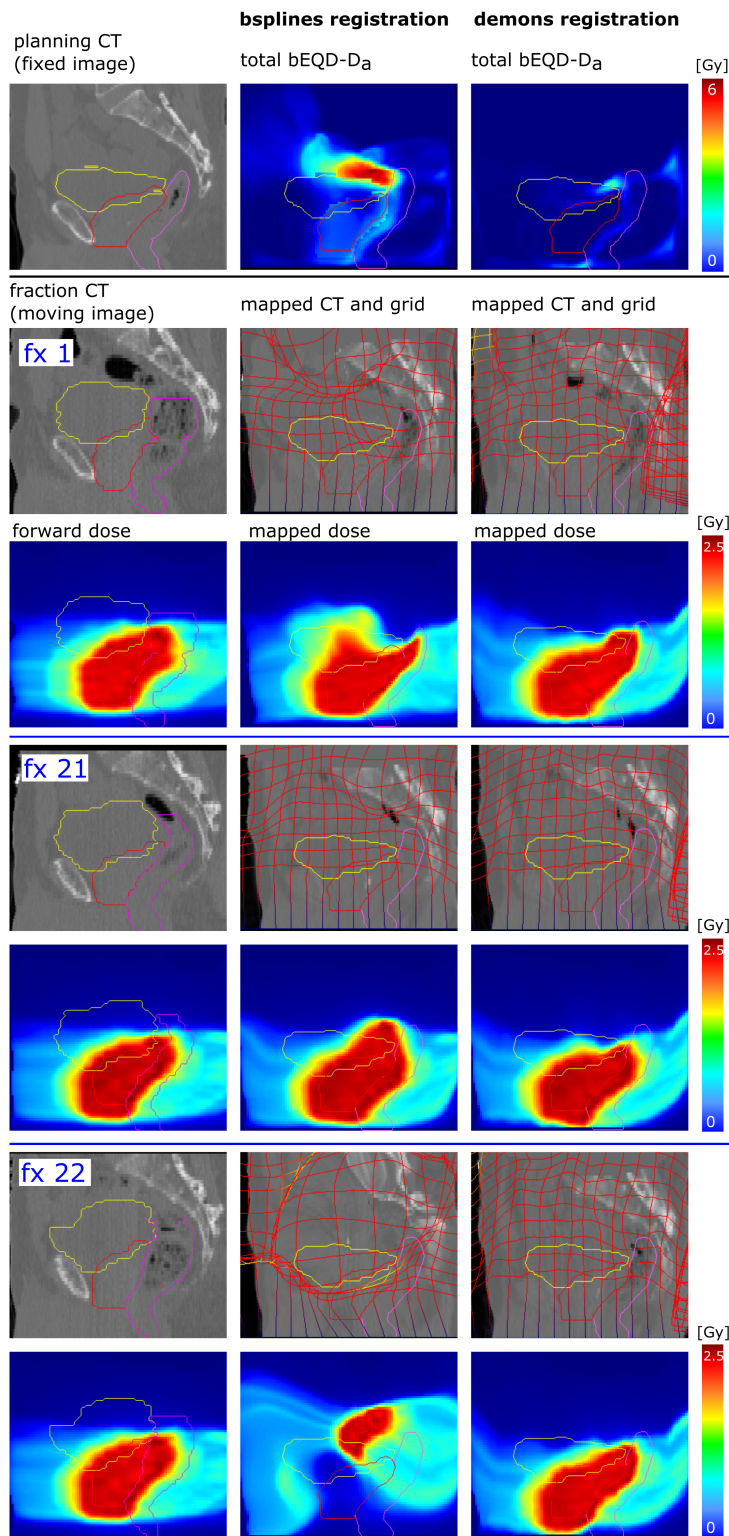 bsplines registration
demons registration
planning CT
(fixed image)
total bEQD-Da
total bEQD-Da
[Gy]
6
0
fraction CT
(moving image)
mapped CT and grid
mapped CT and grid
fx 1
[Gy]
forward dose
mapped dose
mapped dose
2.5
0
fx 21
[Gy]
2.5
0
fx 22
[Gy]
2.5
0